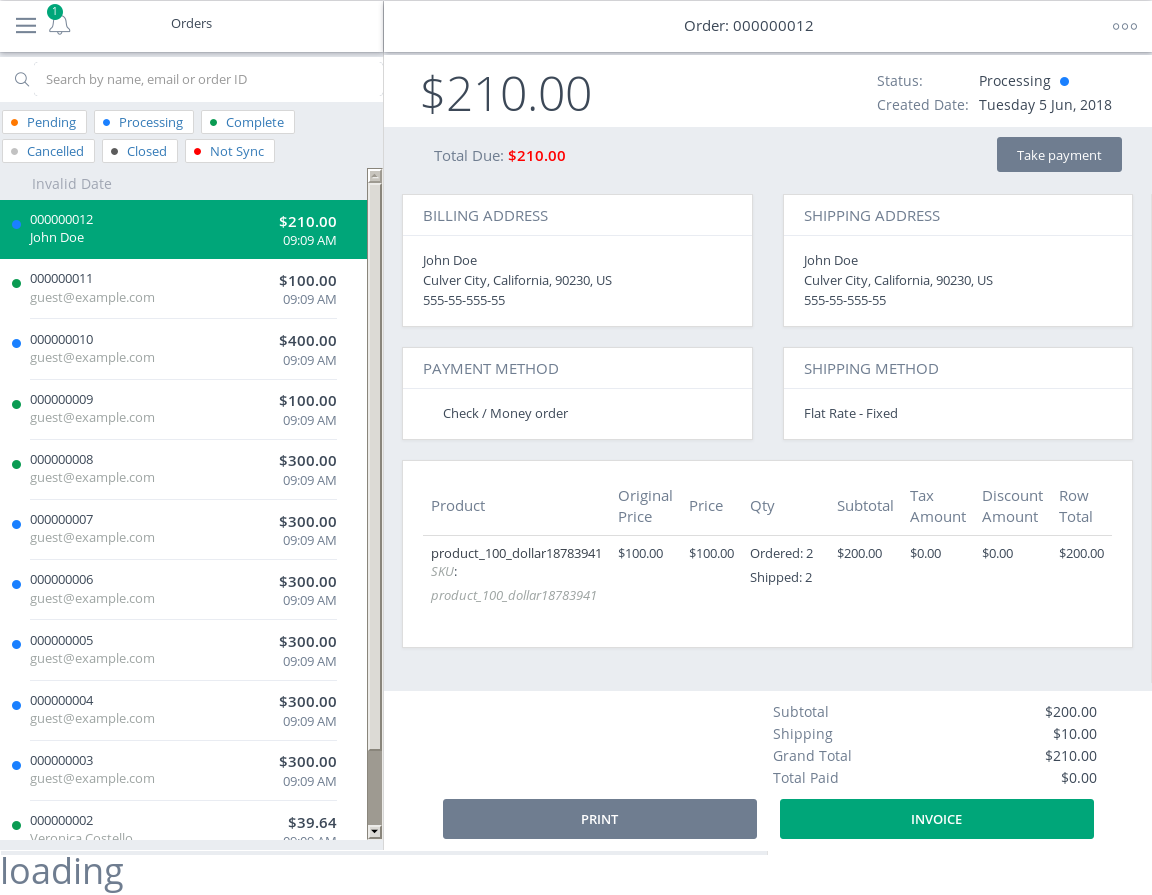 1
Orders
Search by name, email or order ID
Pending
Processing
Complete
Cancelled
Closed
Not Sync
Invalid Date
000000012 $210.00
John Doe 09:09 AM
000000011 $100.00
guest@example.com 09:09 AM
000000010 $400.00
guest@example.com 09:09 AM
000000009 $100.00
guest@example.com 09:09 AM
000000008 $300.00
guest@example.com 09:09 AM
000000007 $300.00
guest@example.com 09:09 AM
000000006 $300.00
guest@example.com 09:09 AM
000000005 $300.00
guest@example.com 09:09 AM
000000004 $300.00
guest@example.com 09:09 AM
000000003 $300.00
guest@example.com 09:09 AM
000000002 $39.64
Veronica Costello 09:09 AM
Order: 000000012
$210.00
Status: Processing
Created Date: Tuesday 5 Jun, 2018
Total Due: $210.00
Take payment
BILLING ADDRESS
John Doe
Culver City, California, 90230, US
555-55-555-55
SHIPPING ADDRESS
John Doe
Culver City, California, 90230, US
555-55-555-55
PAYMENT METHOD
Check / Money order
SHIPPING METHOD
Flat Rate - Fixed
Product Original Price Price Qty Subtotal Tax Amount Discount Amount Row Total
product_100_dollar18783941 $100.00 $100.00 Ordered: 2 $200.00 $0.00 $0.00 $200.00
SKU: Shipped: 2
product_100_dollar18783941
Subtotal $200.00
Shipping $10.00
Grand Total $210.00
Total Paid $0.00
PRINT
INVOICE
loading